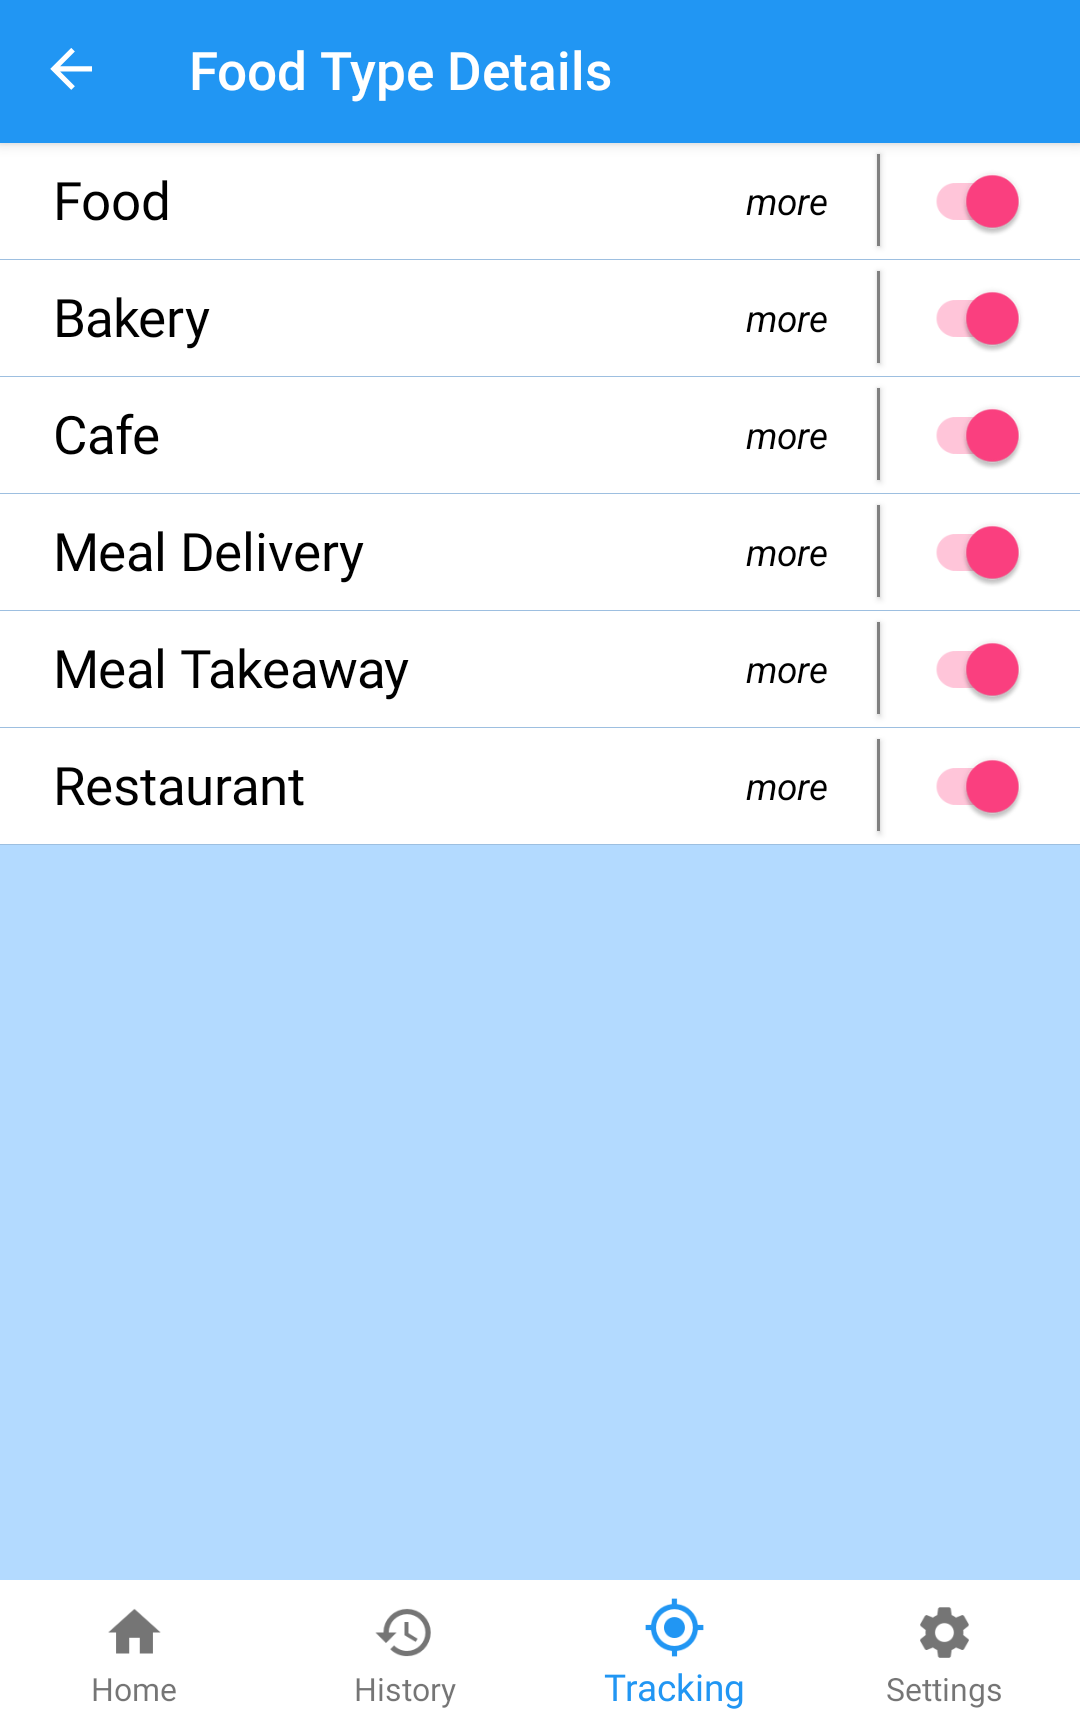 Food Type Details
Food more
Bakery more
Cafe more
Meal Delivery more
Meal Takeaway more
Restaurant more
Home History Tracking Settings